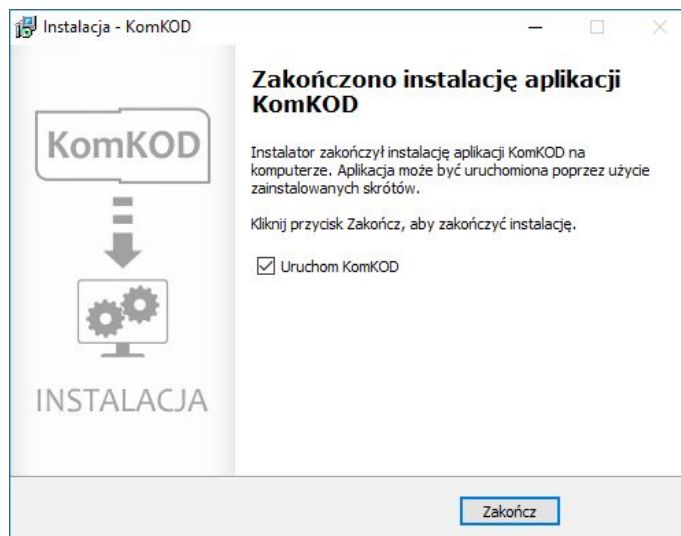 Instalacja - KomKOD
KomKOD
INSTALACJA
Zakończono instalację aplikacji
KomKOD
Instalator zakończył instalację aplikacji KomKOD na
komputerze. Aplikacja może być uruchomiona poprzez użycie
zainstalowanych skrótów.
Kliknij przycisk Zakończ, aby zakończyć instalację.
Uruchom KomKOD
Zakończ